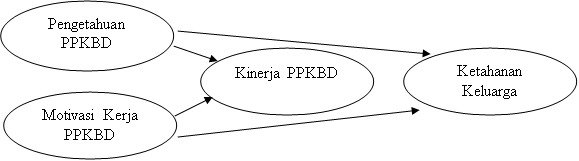 Pengetahuan
PPKBD
Kinerja PPKBD
Ketahanan
Keluarga
Motivasi Kerja
PPKBD